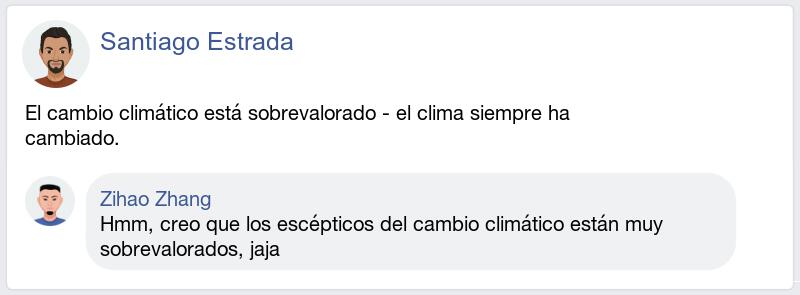 Santiago Estrada
El cambio climático está sobrevalorado - el clima siempre ha
cambiado.
Zihao Zhang
Hmm, creo que los escépticos del cambio climático están muy
sobrevalorados, jaja